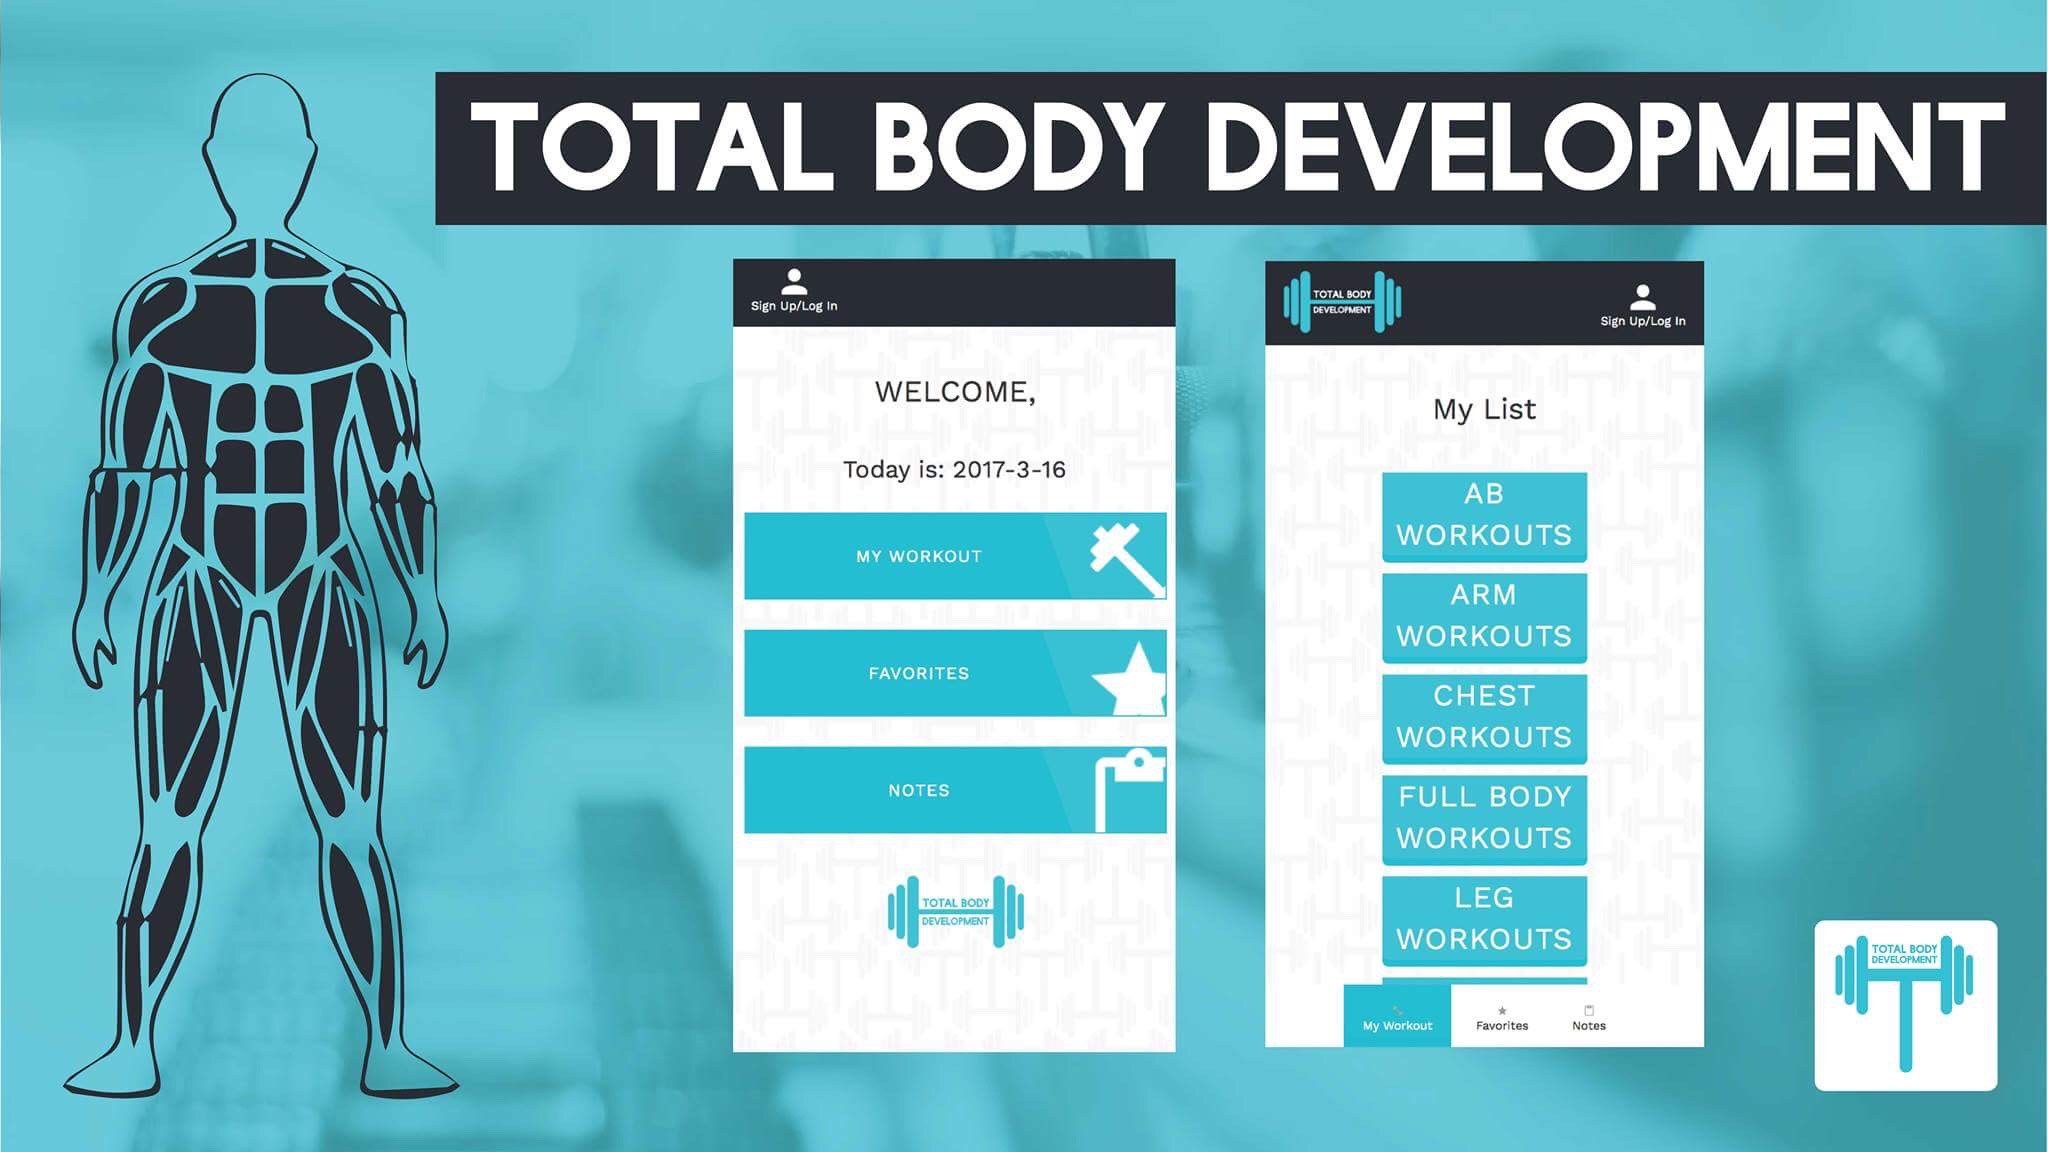 TOTAL BODY DEVELOPMENT
Sign Up/Log In
WELCOME,
Today is: 2017-3-16
MY WORKOUT
FAVORITES
NOTES
TOTAL BODY
DEVELOPMENT
TOTAL BODY
DEVELOPMENT
Sign Up/Log In
My List
AB
WORKOUTS
ARM
WORKOUTS
CHEST
WORKOUTS
FULL BODY
WORKOUTS
LEG
WORKOUTS
My Workout
Favorites
Notes
TOTAL BODY
DEVELOPMENT